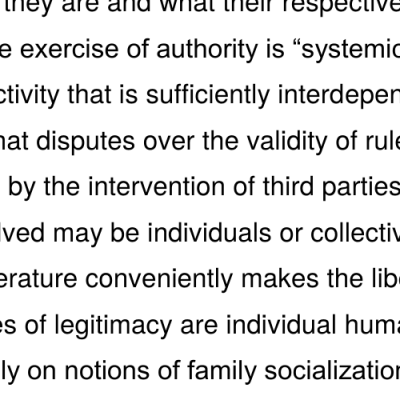 they are and what their respective
e exercise of authority is “systemic
ctivity that is sufficiently interdepen
hat disputes over the validity of rule
by the intervention of third parties
lved may be individuals or collectiv
erature conveniently makes the libe
es of legitimacy are individual huma
ly on notions of family socialization